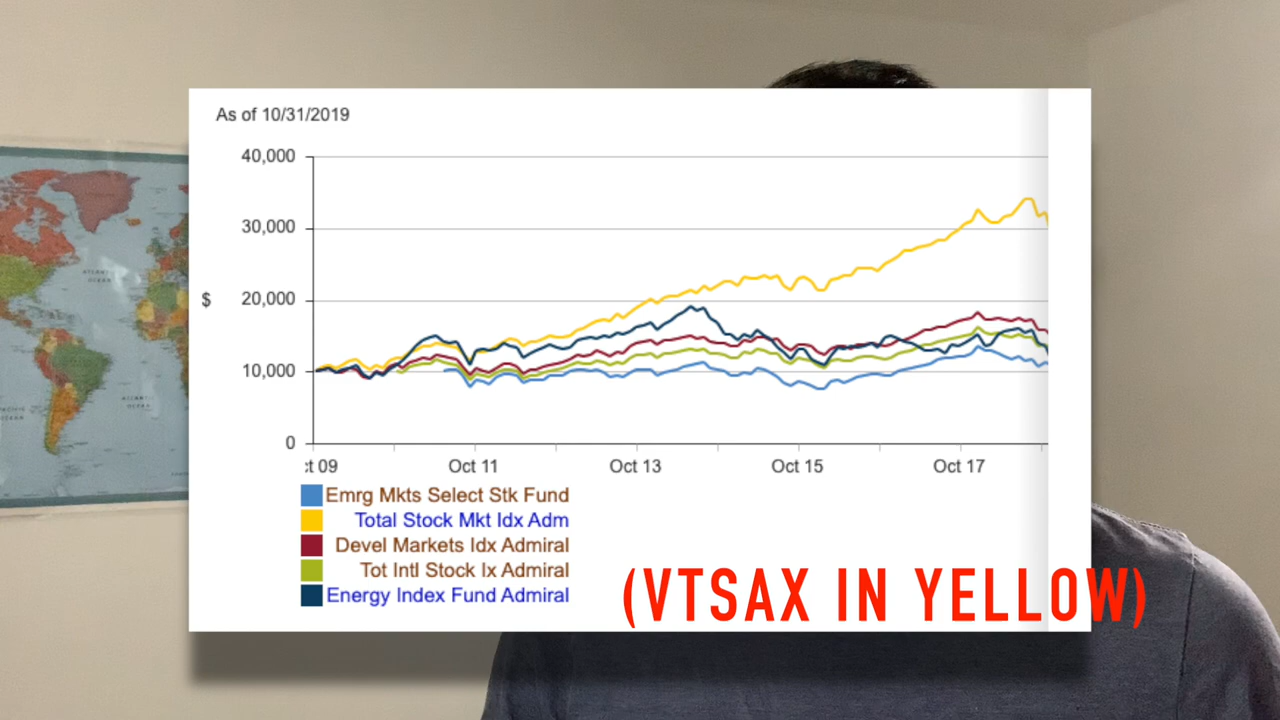 As of 10/31/2019
40,000
30,000
$ 20,000
10,000
0
t 09 Oct 11 Oct 13 Oct 15 Oct 17
Emrg Mkts Select Stk Fund
Total Stock Mkt Idx Adm
Devel Markets Idx Admiral
Tot Intl Stock Ix Admiral
Energy Index Fund Admiral
(VTSAX IN YELLOW)